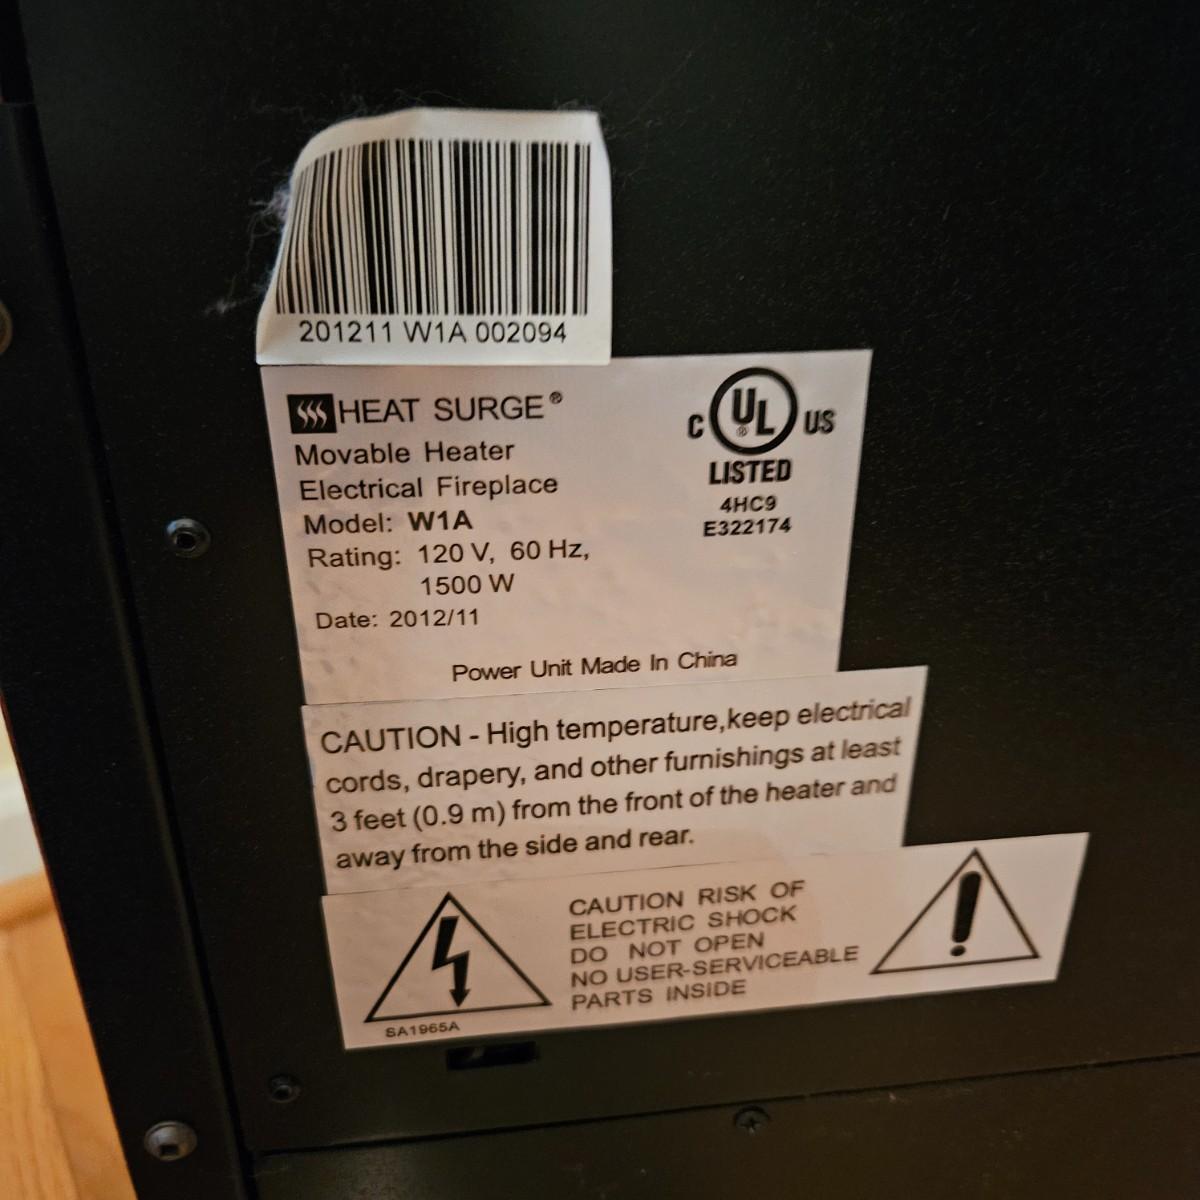 201211 W1A 002094
HEAT SURGE®
Movable Heater
Electrical Fireplace
Model: W1A
Rating: 120 V, 60 Hz,
1500 W
Date: 2012/11
C UL® US
LISTED
4HC9
E322174
Power Unit Made In China
CAUTION - High temperature,keep electrical
cords, drapery, and other furnishings at least
3 feet (0.9 m) from the front of the heater and
away from the side and rear.
SA1965A
CAUTION RISK OF
ELECTRIC SHOCK
DO NOT OPEN
NO USER-SERVICEABLE
PARTS INSIDE